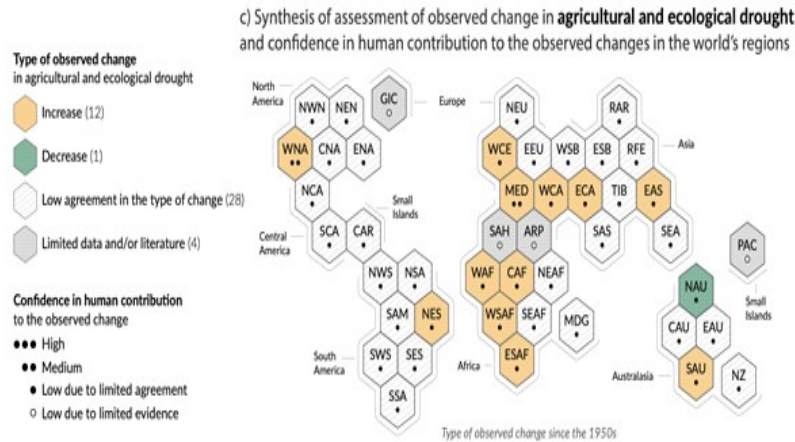 c) Synthesis of assessment of observed change in agricultural and ecological drought
and confidence in human contribution to the observed changes in the world's regions
Type of observed change
in agricultural and ecological drought
Increase (12)
Decrease (1)
Low agreement in the type of change (28)
Limited data and/or literature (4)
Confidence in human contribution
to the observed change
High
Medium
Low due to limited agreement
Low due to limited evidence
North
America
NWN NEN GIC
WNA CNA ENA
NCA
Small
Islands
Central
America
SCA CAR
NWS NSA
SAM NES
South
America
SWS SES
SSA
Europe
NEU RAR
WCE EEU WSB ESB RFE
Asia
MED WCA ECA TIB EAS
SAH ARP SAS SEA
WAF CAF NEAF
WSAF SEAF MDG
Africa
ESAF
PAC
Small
Islands
NAU
CAU EAU
Australasia
SAU NZ
Type of observed change since the 1950s